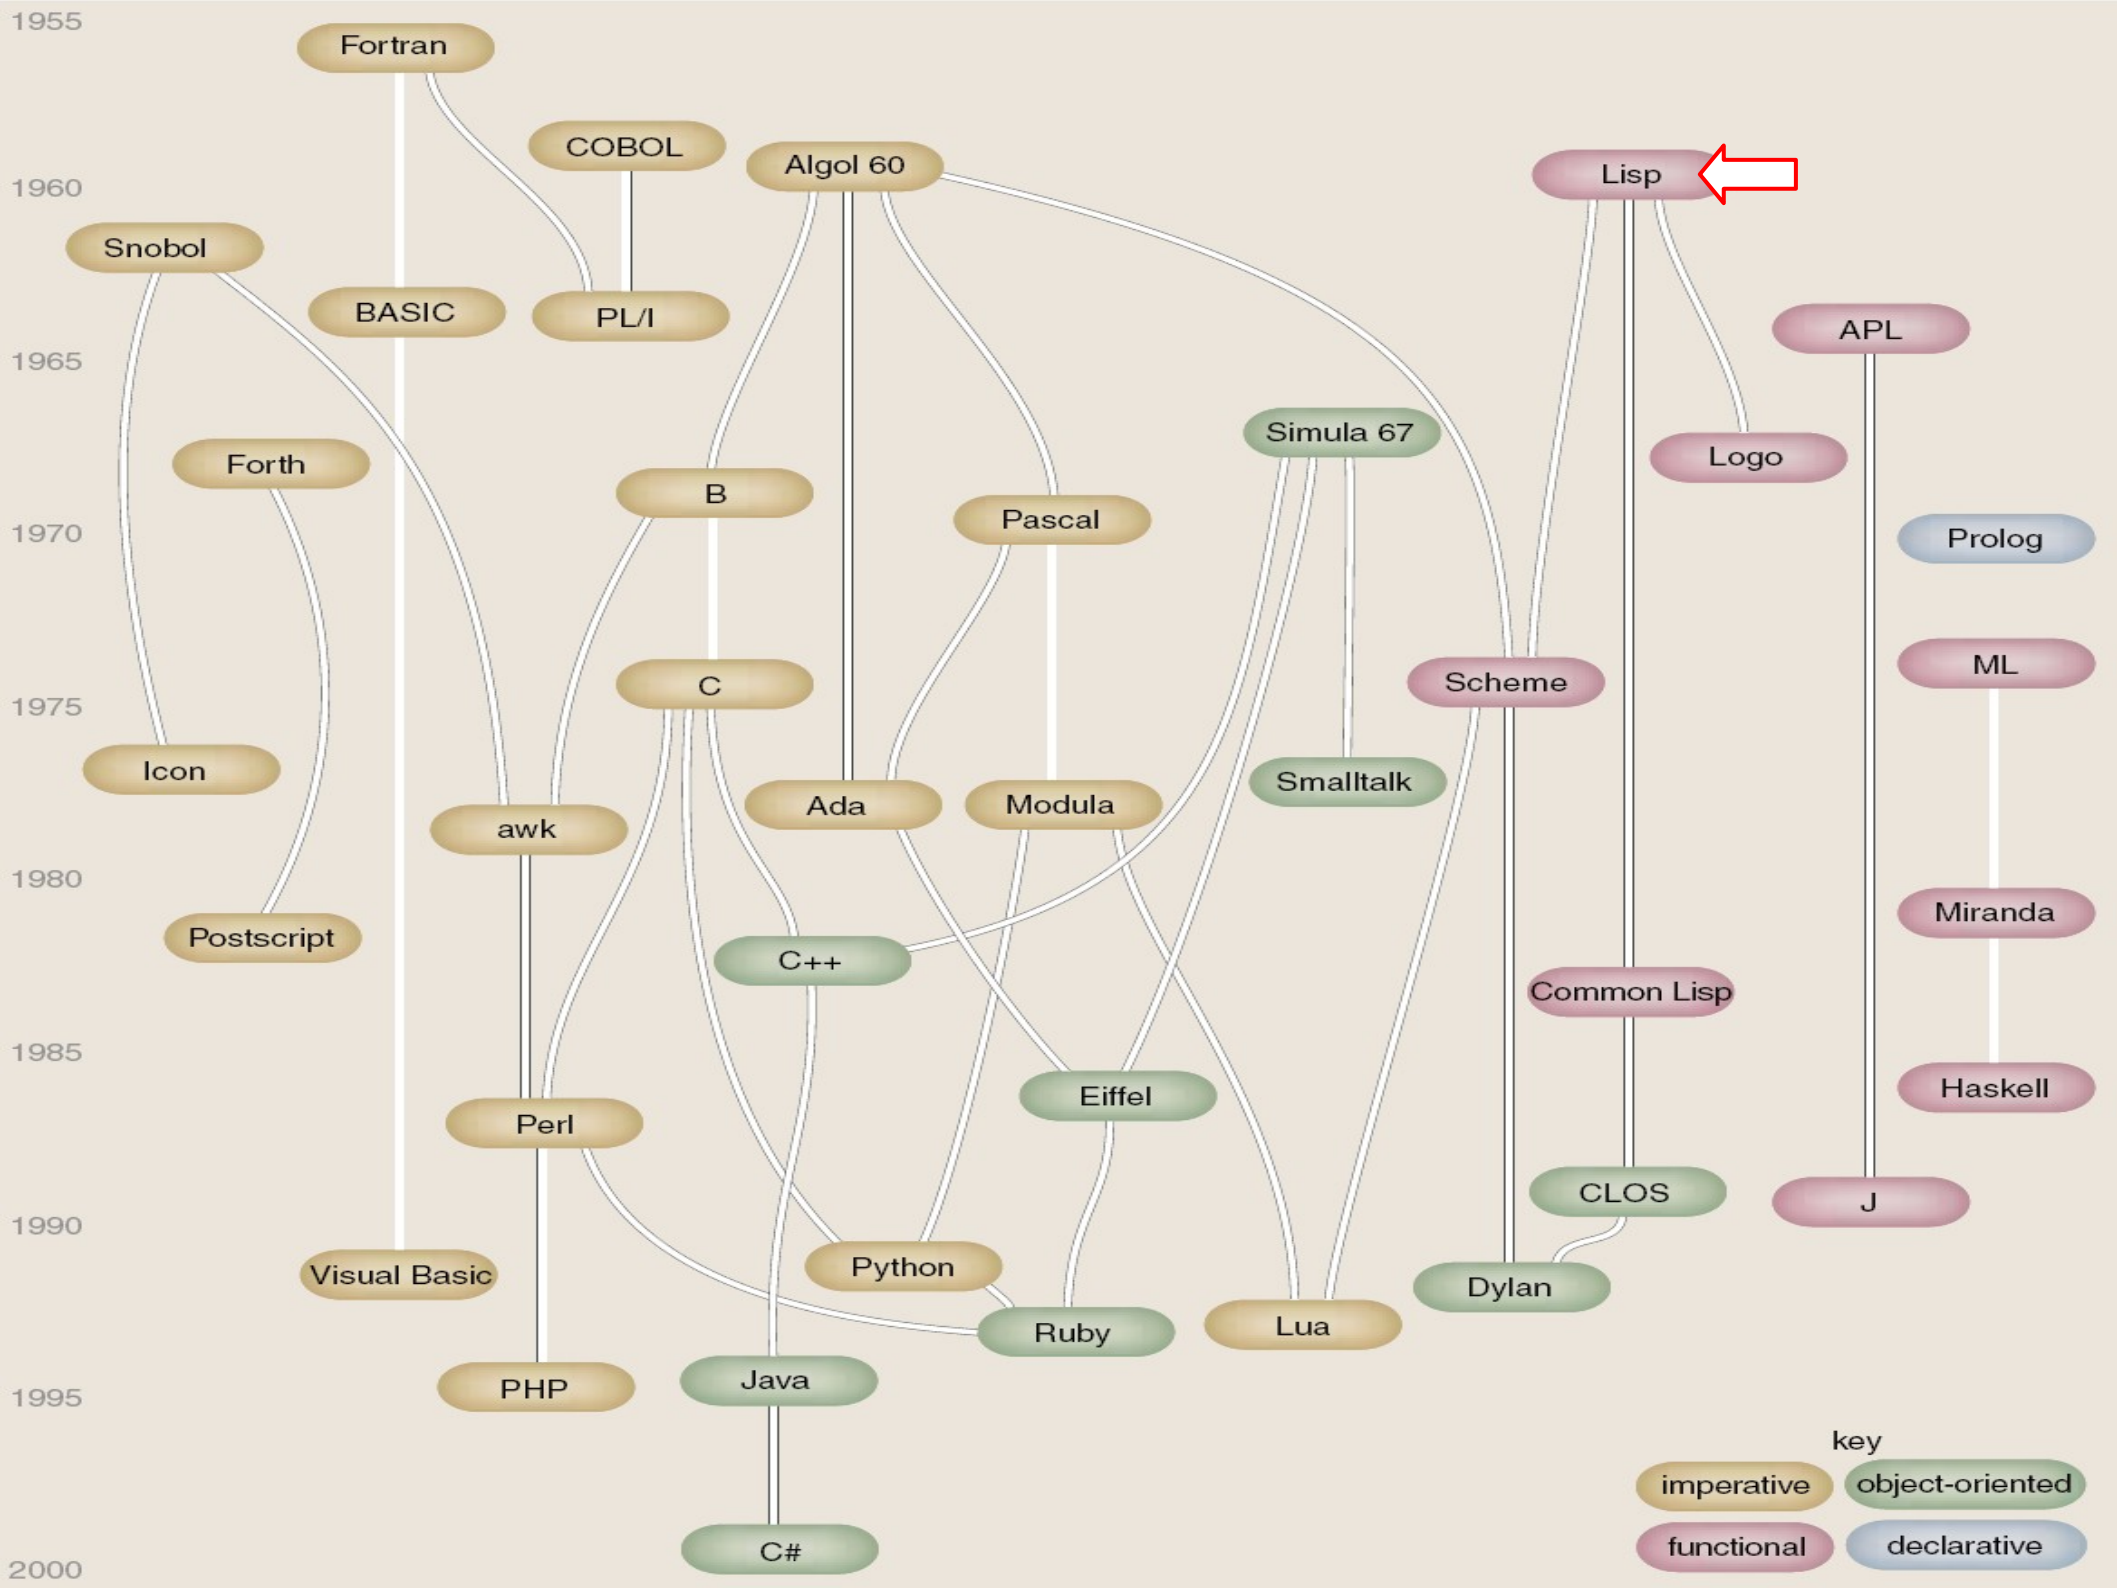 1955
Fortran
COBOL
Algol 60
Lisp
1960
Snobol
BASIC
PL/I
APL
1965
Simula 67
Logo
Forth
B
Pascal
1970
Prolog
ML
C
Scheme
1975
Icon
Smalltalk
Ada
Modula
awk
1980
Miranda
Postscript
C++
Common Lisp
1985
Haskell
Eiffel
Perl
CLOS
J
1990
Python
Visual Basic
Dylan
Lua
Ruby
Java
PHP
1995
key
imperative
object-oriented
functional
declarative
C#
2000